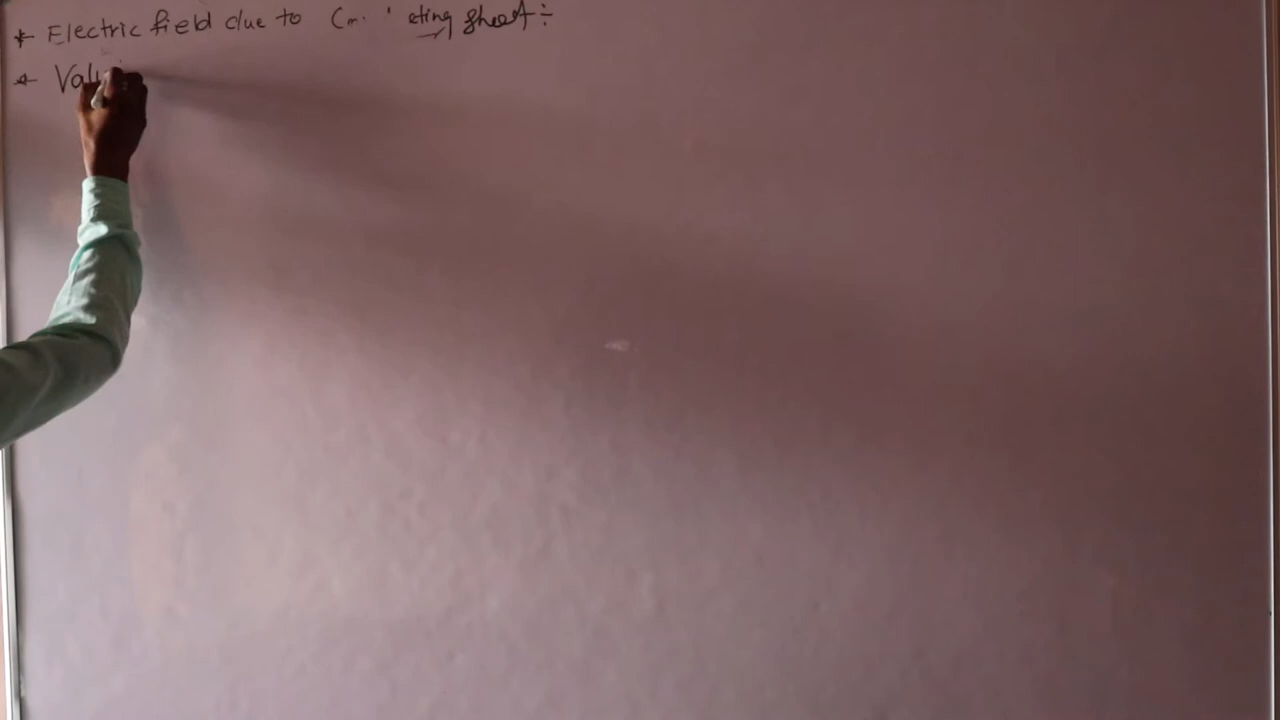 * Electric field due to sheet :-
* Val